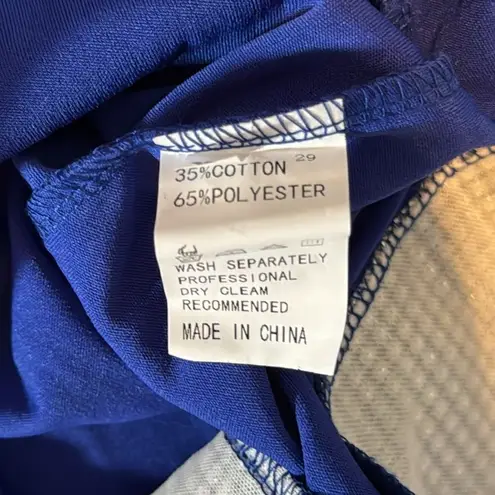 29
35%COTTON
65%POLYESTER
WASH SEPARATELY
PROFESSIONAL
DRY CLEAM
RECOMMENDED
MADE IN CHINA